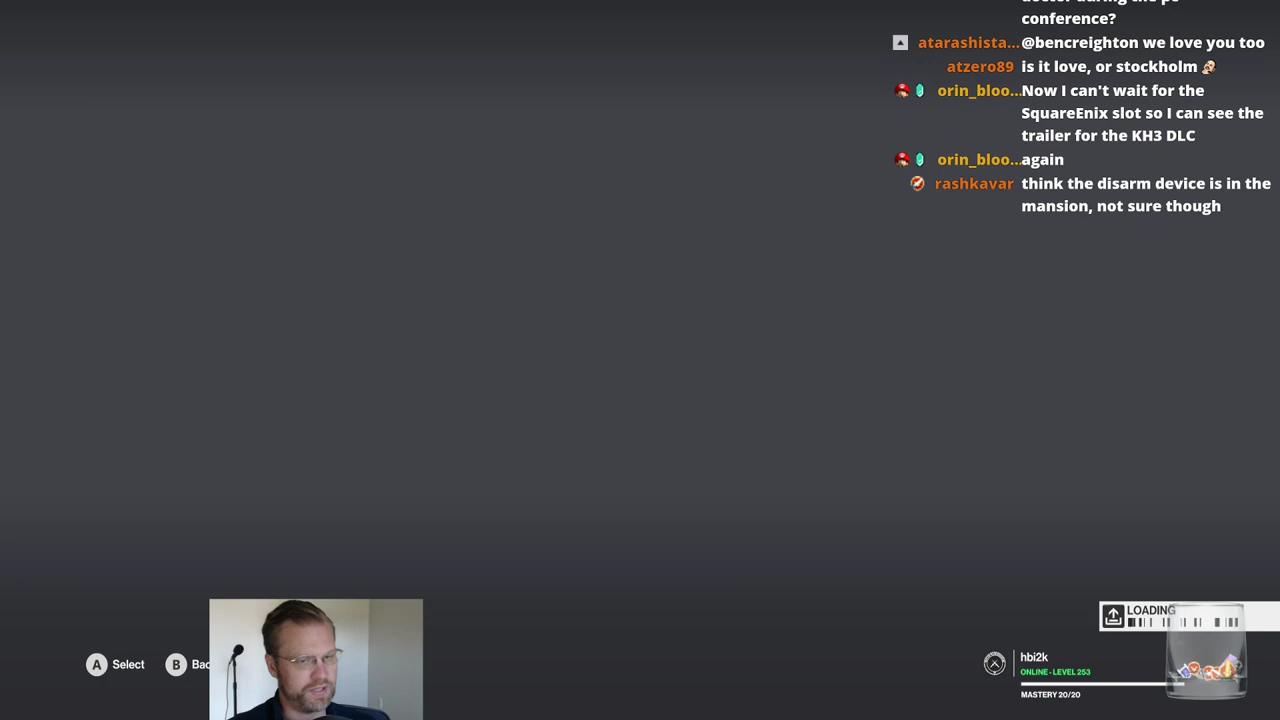 conference?
atarashista... @bencreighton we love you too
atzero89 is it love, or stockholm
orin_bloo... Now I can't wait for the
SquareEnix slot so I can see the
trailer for the KH3 DLC
orin_bloo... again
rashkavar think the disarm device is in the
mansion, not sure though
LOADING
A Select B Bac
hbi2k
ONLINE - LEVEL 253
MASTERY 20/20